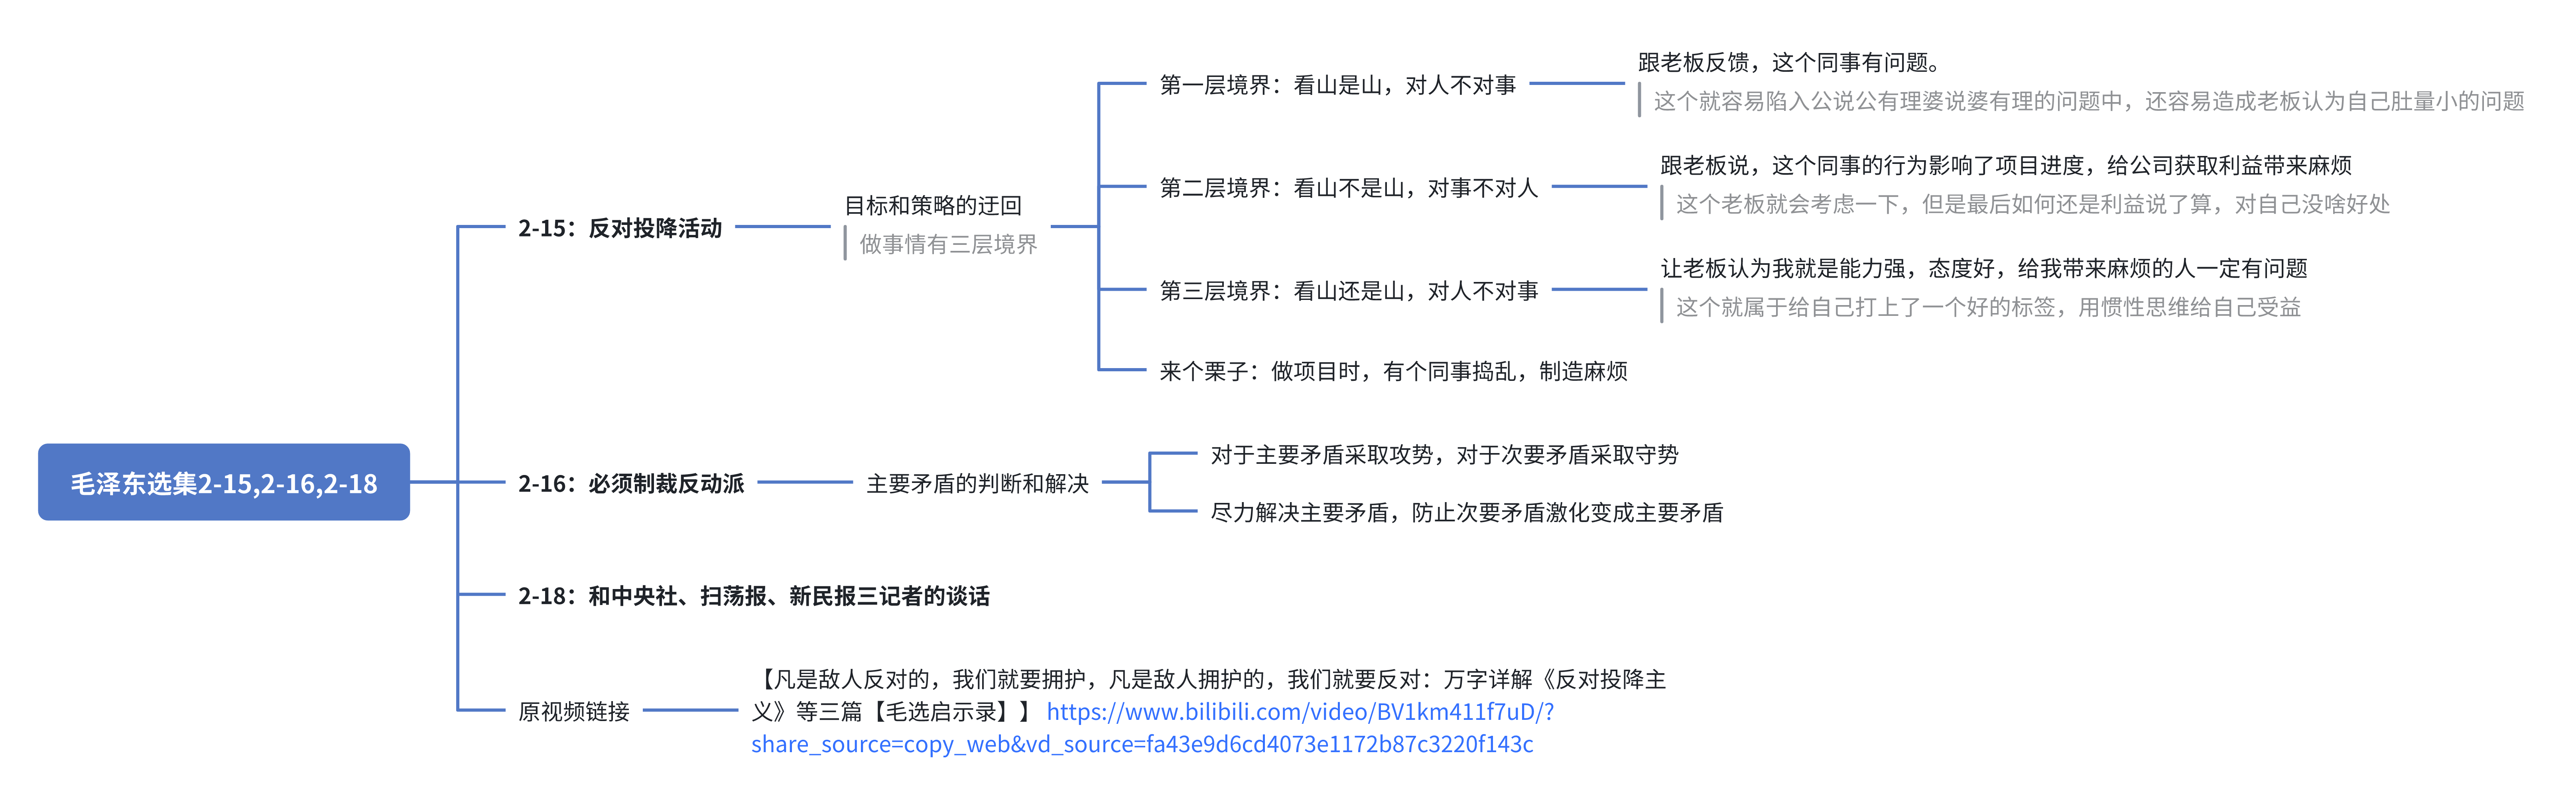 毛泽东选集2-15,2-16,2-18
2-15：反对投降活动
目标和策略的迂回
做事情有三层境界
第一层境界：看山是山，对人不对事
跟老板反馈，这个同事有问题。
这个就容易陷入公说公有理婆说婆有理的问题中，还容易造成老板认为自己肚量小的问题
第二层境界：看山不是山，对事不对人
跟老板说，这个同事的行为影响了项目进度，给公司获取利益带来麻烦
这个老板就会考虑一下，但是最后如何还是利益说了算，对自己没啥好处
第三层境界：看山还是山，对人不对事
让老板认为我就是能力强，态度好，给我带来麻烦的人一定有问题
这个就属于给自己打上了一个好的标签，用惯性思维给自己受益
来个栗子：做项目时，有个同事捣乱，制造麻烦
2-16：必须制裁反动派
主要矛盾的判断和解决
对于主要矛盾采取攻势，对于次要矛盾采取守势
尽力解决主要矛盾，防止次要矛盾激化变成主要矛盾
2-18：和中央社、扫荡报、新民报三记者的谈话
原视频链接
【凡是敌人反对的，我们就要拥护，凡是敌人拥护的，我们就要反对：万字详解《反对投降主
义》等三篇【毛选启示录】】 https://www.bilibili.com/video/BV1km411f7uD/?
share_source=copy_web&vd_source=fa43e9d6cd4073e1172b87c3220f143c